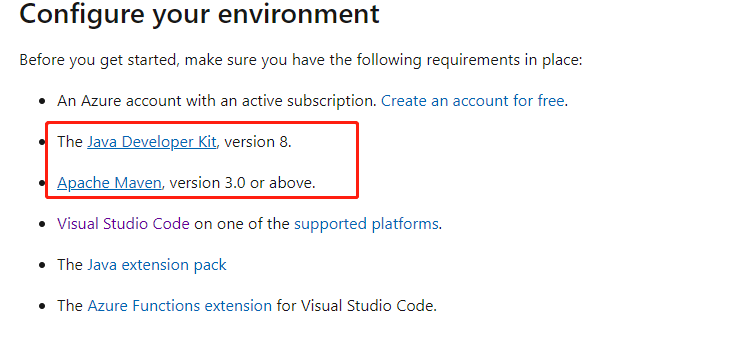 Configure your environment
Before you get started, make sure you have the following requirements in place:
• An Azure account with an active subscription. Create an account for free.
• The Java Developer Kit, version 8.
• Apache Maven, version 3.0 or above.
• Visual Studio Code on one of the supported platforms.
• The Java extension pack
• The Azure Functions extension for Visual Studio Code.